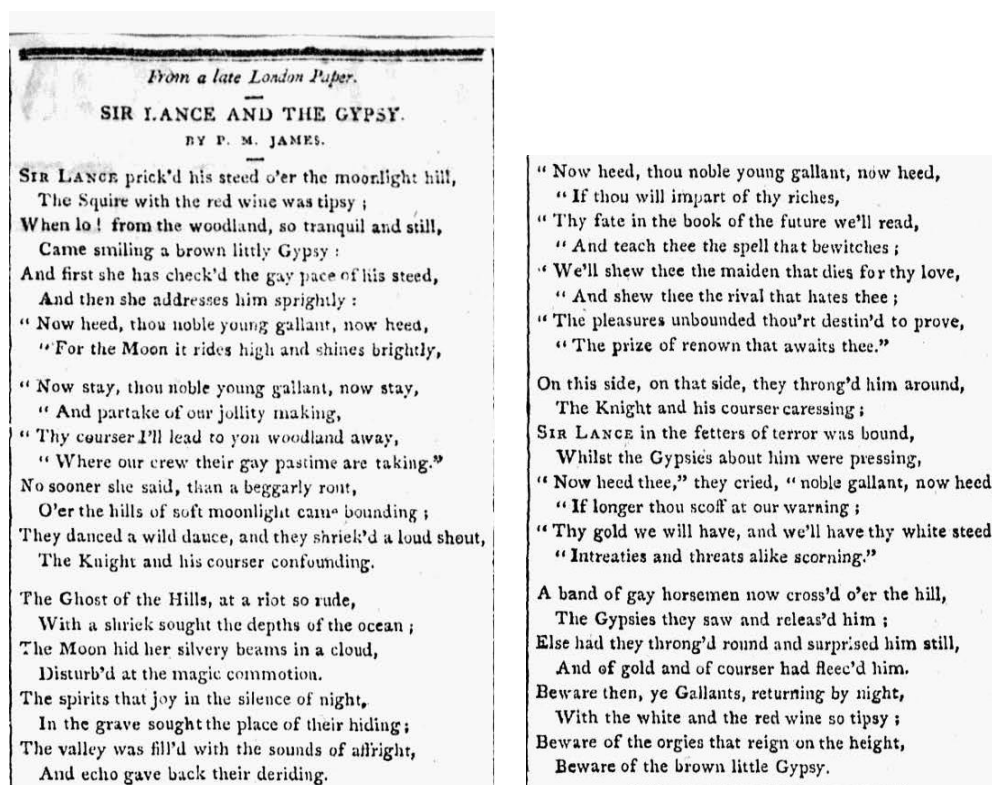 From a late London Paper.
SIR LANCE AND THE GYPSY.
BY P. M. JAMES.
SIR LANCE prick'd his steed o'er the moonlight hill,
The Squire with the red wine was tipsy ;
When lo ! from the woodland, so tranquil and still,
Came smiling a brown littly Gypsy :
And first she has check'd the gay pace of his steed,
And then she addresses him sprightly :
“ Now heed, thou noble young gallant, now heed,
“ For the Moon it rides high and shines brightly,
“ Now stay, thou noble young gallant, now stay,
“ And partake of our jollity making,
“ Thy courser I'll lead to yon woodland away,
“ Where our crew their gay pastime are taking.”
No sooner she said, than a beggarly rout,
O'er the hills of soft moonlight came bounding ;
They danced a wild dance, and they shriek'd a loud shout,
The Knight and his courser confounding.
The Ghost of the Hills, at a riot so rude,
With a shriek sought the depths of the ocean ;
The Moon hid her silvery beams in a cloud,
Disturb'd at the magic commotion.
The spirits that joy in the silence of night,
In the grave sought the place of their hiding ;
The valley was fill'd with the sounds of affright,
And echo gave back their deriding.
“ Now heed, thou noble young gallant, now heed,
“ If thou will impart of thy riches,
“ Thy fate in the book of the future we'll read,
“ And teach thee the spell that bewitches ;
“ We'll shew thee the maiden that dies for thy love,
“ And shew thee the rival that hates thee ;
“ The pleasures unbounded thou'rt destin'd to prove,
“ The prize of renown that awaits thee.”
On this side, on that side, they throng'd him around,
The Knight and his courser caressing ;
SIR LANCE in the fetters of terror was bound,
Whilst the Gypsies about him were pressing,
“ Now heed thee,” they cried, “ noble gallant, now heed
“ If longer thou scoff at our warning ;
“ Thy gold we will have, and we'll have thy white steed
“ Intreaties and threats alike scorning.”
A band of gay horsemen now cross'd o'er the hill,
The Gypsies they saw and releas'd him ;
Else had they throng'd round and surprised him still,
And of gold and of courser had fleec'd him.
Beware then, ye Gallants, returning by night,
With the white and the red wine so tipsy ;
Beware of the orgies that reign on the height,
Beware of the brown little Gypsy.